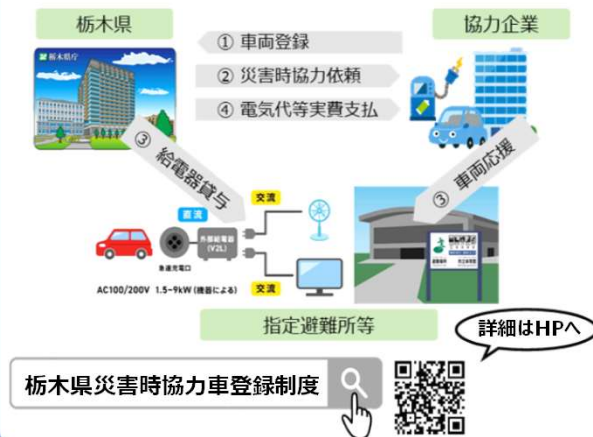 栃木県
協力企業
栃木県庁
① 車両登録
② 災害時協力依頼
④ 電気代等実費支払
③ 給電器貸与
③ 車両応援
交流
直流
外部給電器
(V2L)
急速充電口
AC100/200V 1.5~9kW (機器による)
交流
指定避難所等
詳細はHPへ
栃木県災害時協力車登録制度